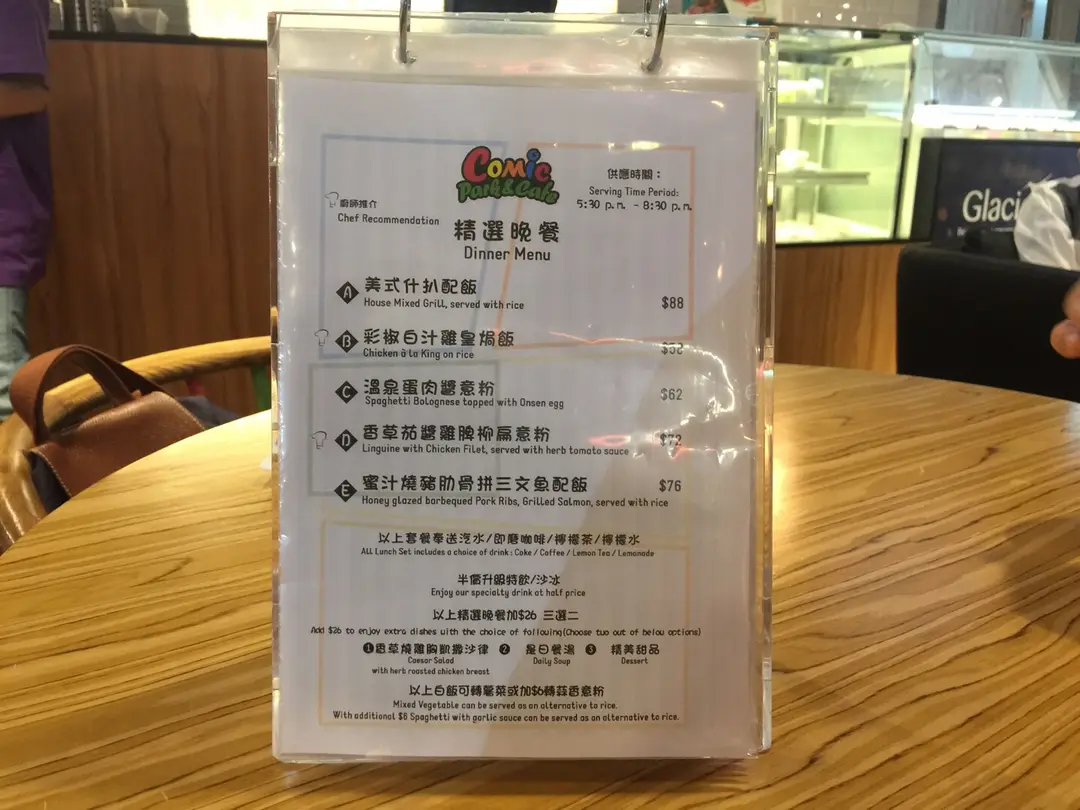 Comic
Park & Cafe
供應時間：
Serving Time Period:
5:30 p.m. - 8:30 p.m.
廚師推介
Chef Recommendation
精選晚餐
Dinner Menu
A 美式什扒配飯
House Mixed Grill, served with rice $88
B 彩椒白汁雞皇焗飯
Chicken à la King on rice
C 溫泉蛋肉醬意粉
Spaghetti Bolognese topped with Onsen egg $62
D 香草茄醬雞脾柳扁意粉
Linguine with Chicken Filet, served with herb tomato sauce $72
E 蜜汁燒豬肋骨拼三文魚配飯 $76
Honey glazed barbequed Pork Ribs, Grilled Salmon, served with rice
以上套餐奉送汽水/即磨咖啡/檸檬茶/檸檬水
All Lunch Set includes a choice of drink : Coke / Coffee / Lemon Tea / Lemonade
半價升級特飲/沙冰
Enjoy our specialty drink at half price
以上精選晚餐加$26 三選二
Add $26 to enjoy extra dishes with the choice of following(Choose two out of below options)
❶香草燒雞胸凱撒沙律 ❷ 是日餐湯 ❸ 精美甜品
Caesar Salad Daily Soup Dessert
with herb roasted chicken breast
以上白飯可轉薯菜或加$6轉蒜香意粉
Mixed Vegetable can be served as an alternative to rice.
With additional $6 Spaghetti with garlic sauce can be served as an alternative to rice.
Glaci